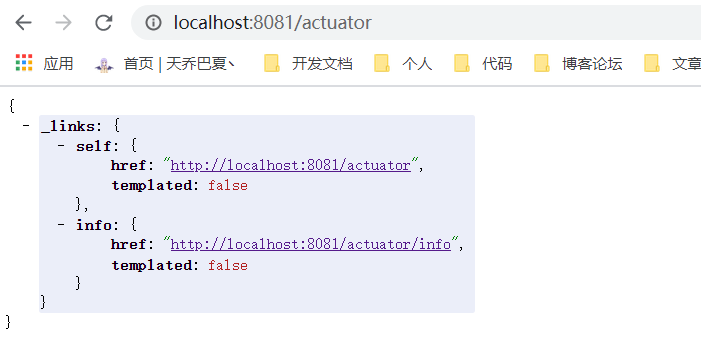 localhost:8081/actuator
应用 首页 | 天乔巴夏丶 开发文档 个人 代码 博客论坛 文章
{
- _links: {
- self: {
href: "http://localhost:8081/actuator",
templated: false
},
- info: {
href: "http://localhost:8081/actuator/info",
templated: false
}
}
}